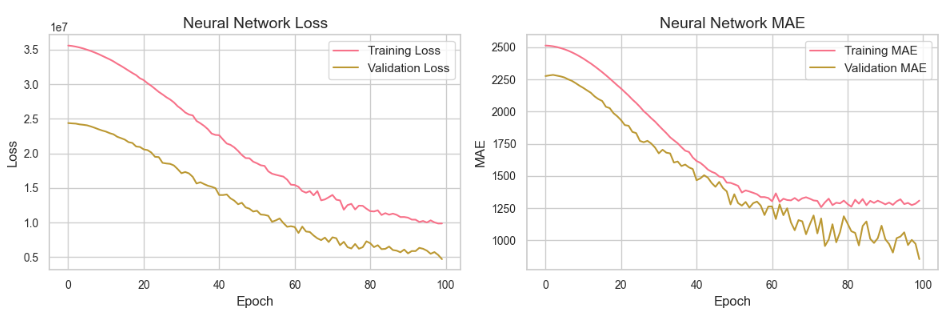 Neural Network Loss
1e7
3.5
3.0
2.5
2.0
1.5
1.0
0.5
Loss
Training Loss
Validation Loss
0
20
40
60
80
100
Epoch
Neural Network MAE
2500
2250
2000
1750
1500
1250
1000
MAE
Training MAE
Validation MAE
0
20
40
60
80
100
Epoch